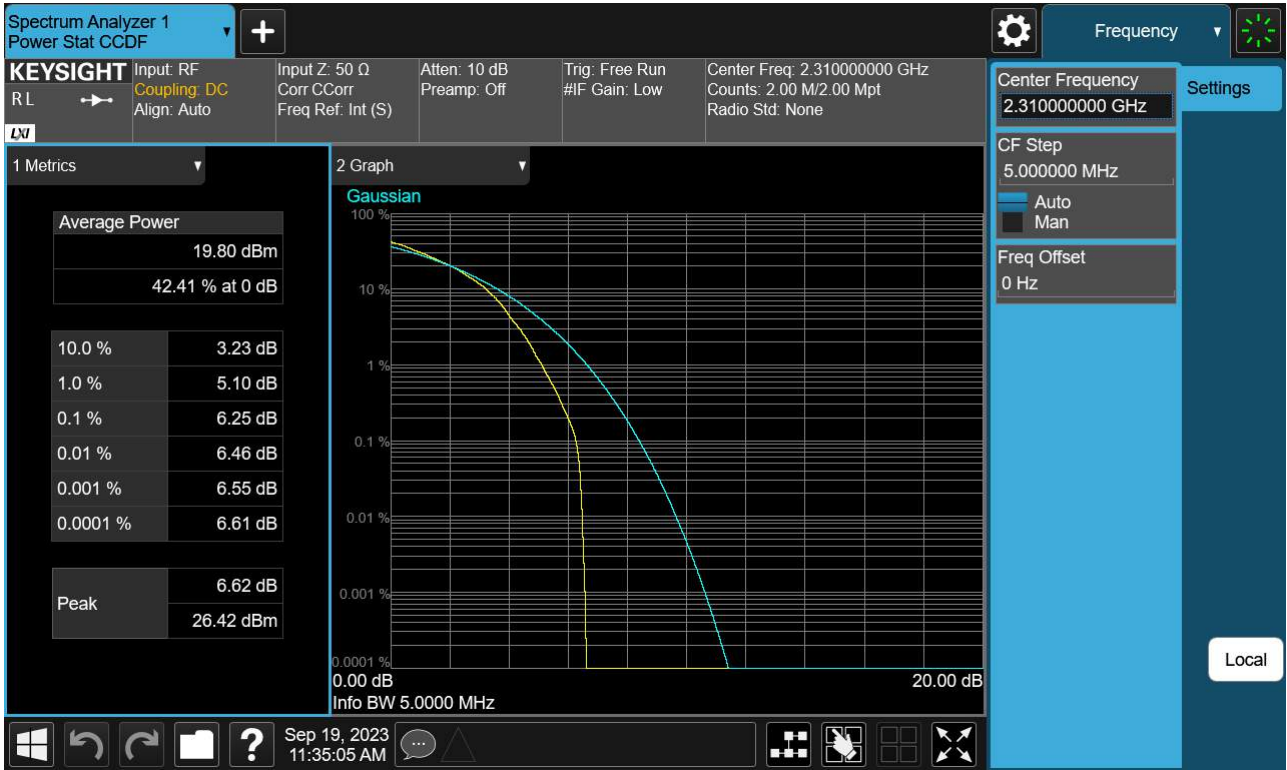 Spectrum Analyzer 1
Power Stat CCDF
Frequency
KEYSIGHT
R L
LXI
Input: RF
Coupling: DC
Align: Auto
Input Z: 50 Ω
Corr CCorr
Freq Ref: Int (S)
Atten: 10 dB
Preamp: Off
Trig: Free Run
#IF Gain: Low
Center Freq: 2.310000000 GHz
Counts: 2.00 M/2.00 Mpt
Radio Std: None
Center Frequency
2.310000000 GHz
Settings
CF Step
5.000000 MHz
Auto
Man
Freq Offset
0 Hz
Local
1 Metrics
Average Power
19.80 dBm
42.41 % at 0 dB
10.0 % 3.23 dB
1.0 % 5.10 dB
0.1 % 6.25 dB
0.01 % 6.46 dB
0.001 % 6.55 dB
0.0001 % 6.61 dB
Peak
6.62 dB
26.42 dBm
2 Graph
Gaussian
100 %
10 %
1 %
0.1 %
0.01 %
0.001 %
0.0001 %
0.00 dB 20.00 dB
Info BW 5.0000 MHz
?
Sep 19, 2023
11:35:05 AM